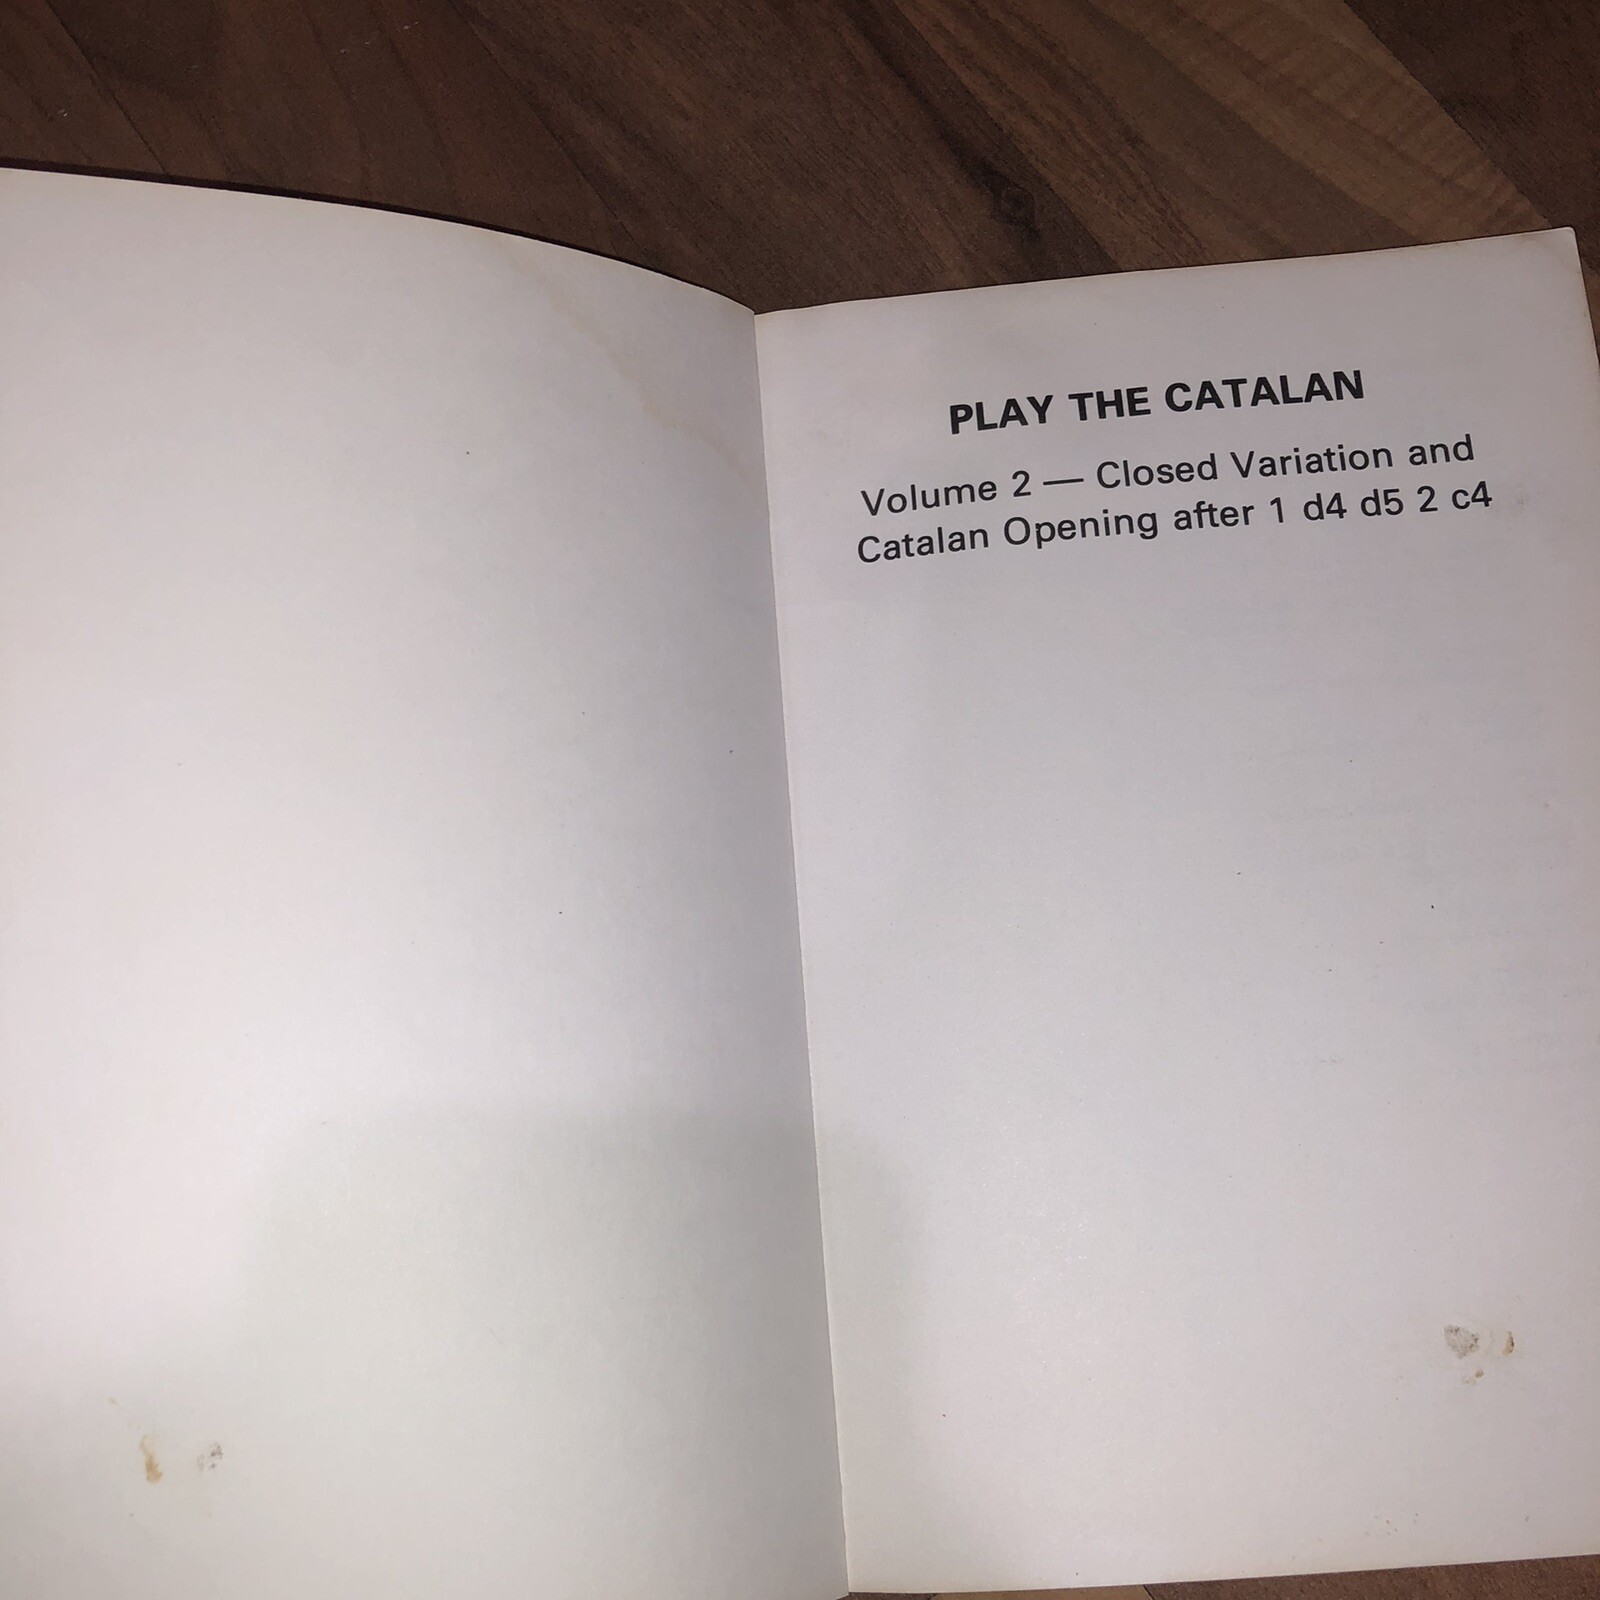 PLAY THE CATALAN
Volume 2 — Closed Variation and
Catalan Opening after 1 d4 d5 2 c4